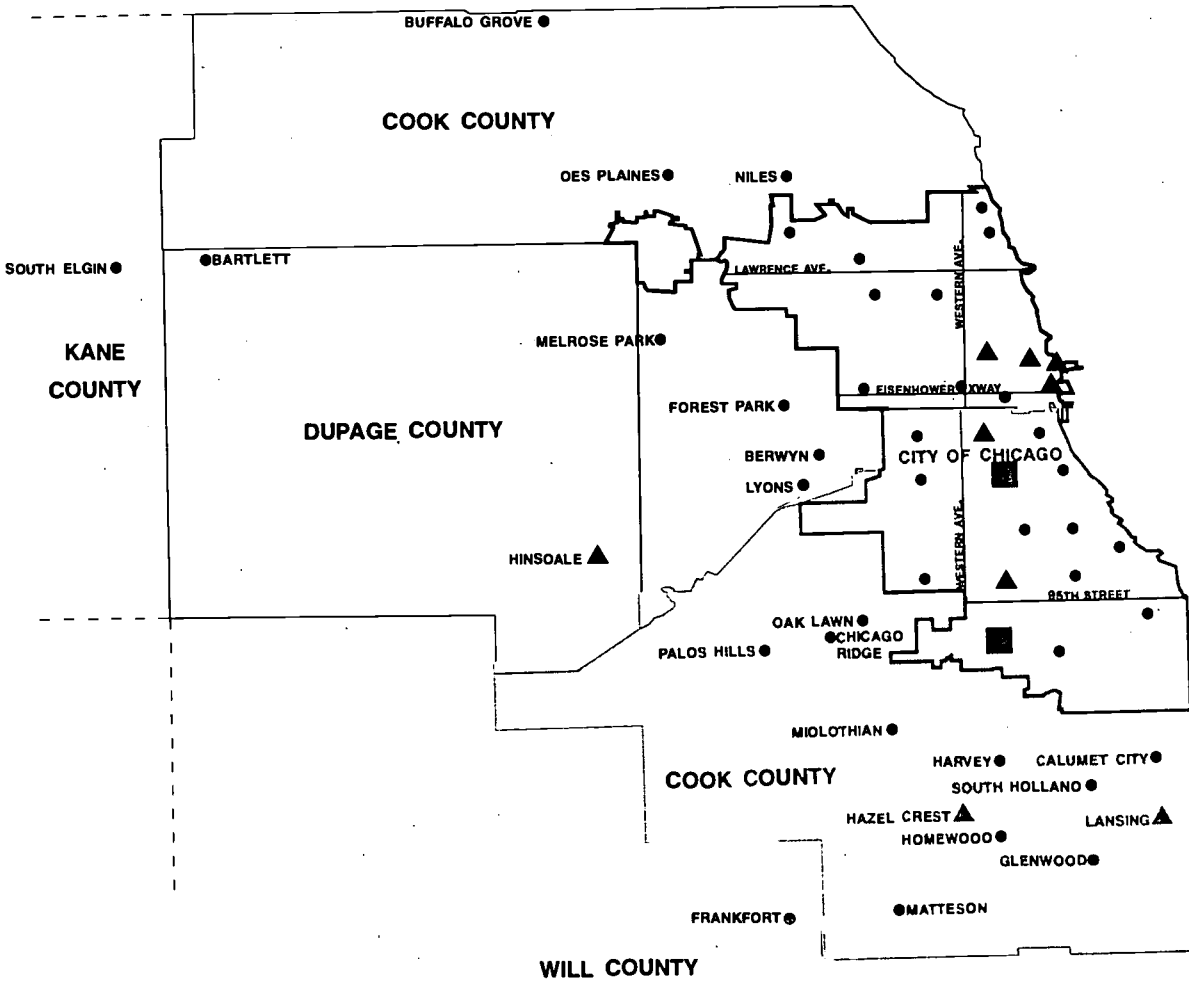 BUFFALO GROVE
COOK COUNTY
OES PLAINES
NILES
SOUTH ELGIN
BARTLETT
LAWRENCE AVE.
WESTERN AVE.
KANE
COUNTY
MELROSE PARK
EISENHOWER XWAY
FOREST PARK
DUPAGE COUNTY
BERWYN
CITY OF CHICAGO
LYONS
WESTERN AVE.
HINSOALE
95TH STREET
OAK LAWN
CHICAGO
RIDGE
PALOS HILLS
MIOLOTHIAN
HARVEY
CALUMET CITY
COOK COUNTY
SOUTH HOLLAND
HAZEL CREST
LANSING
HOMEWOOO
GLENWOOD
MATTESON
FRANKFORT
WILL COUNTY